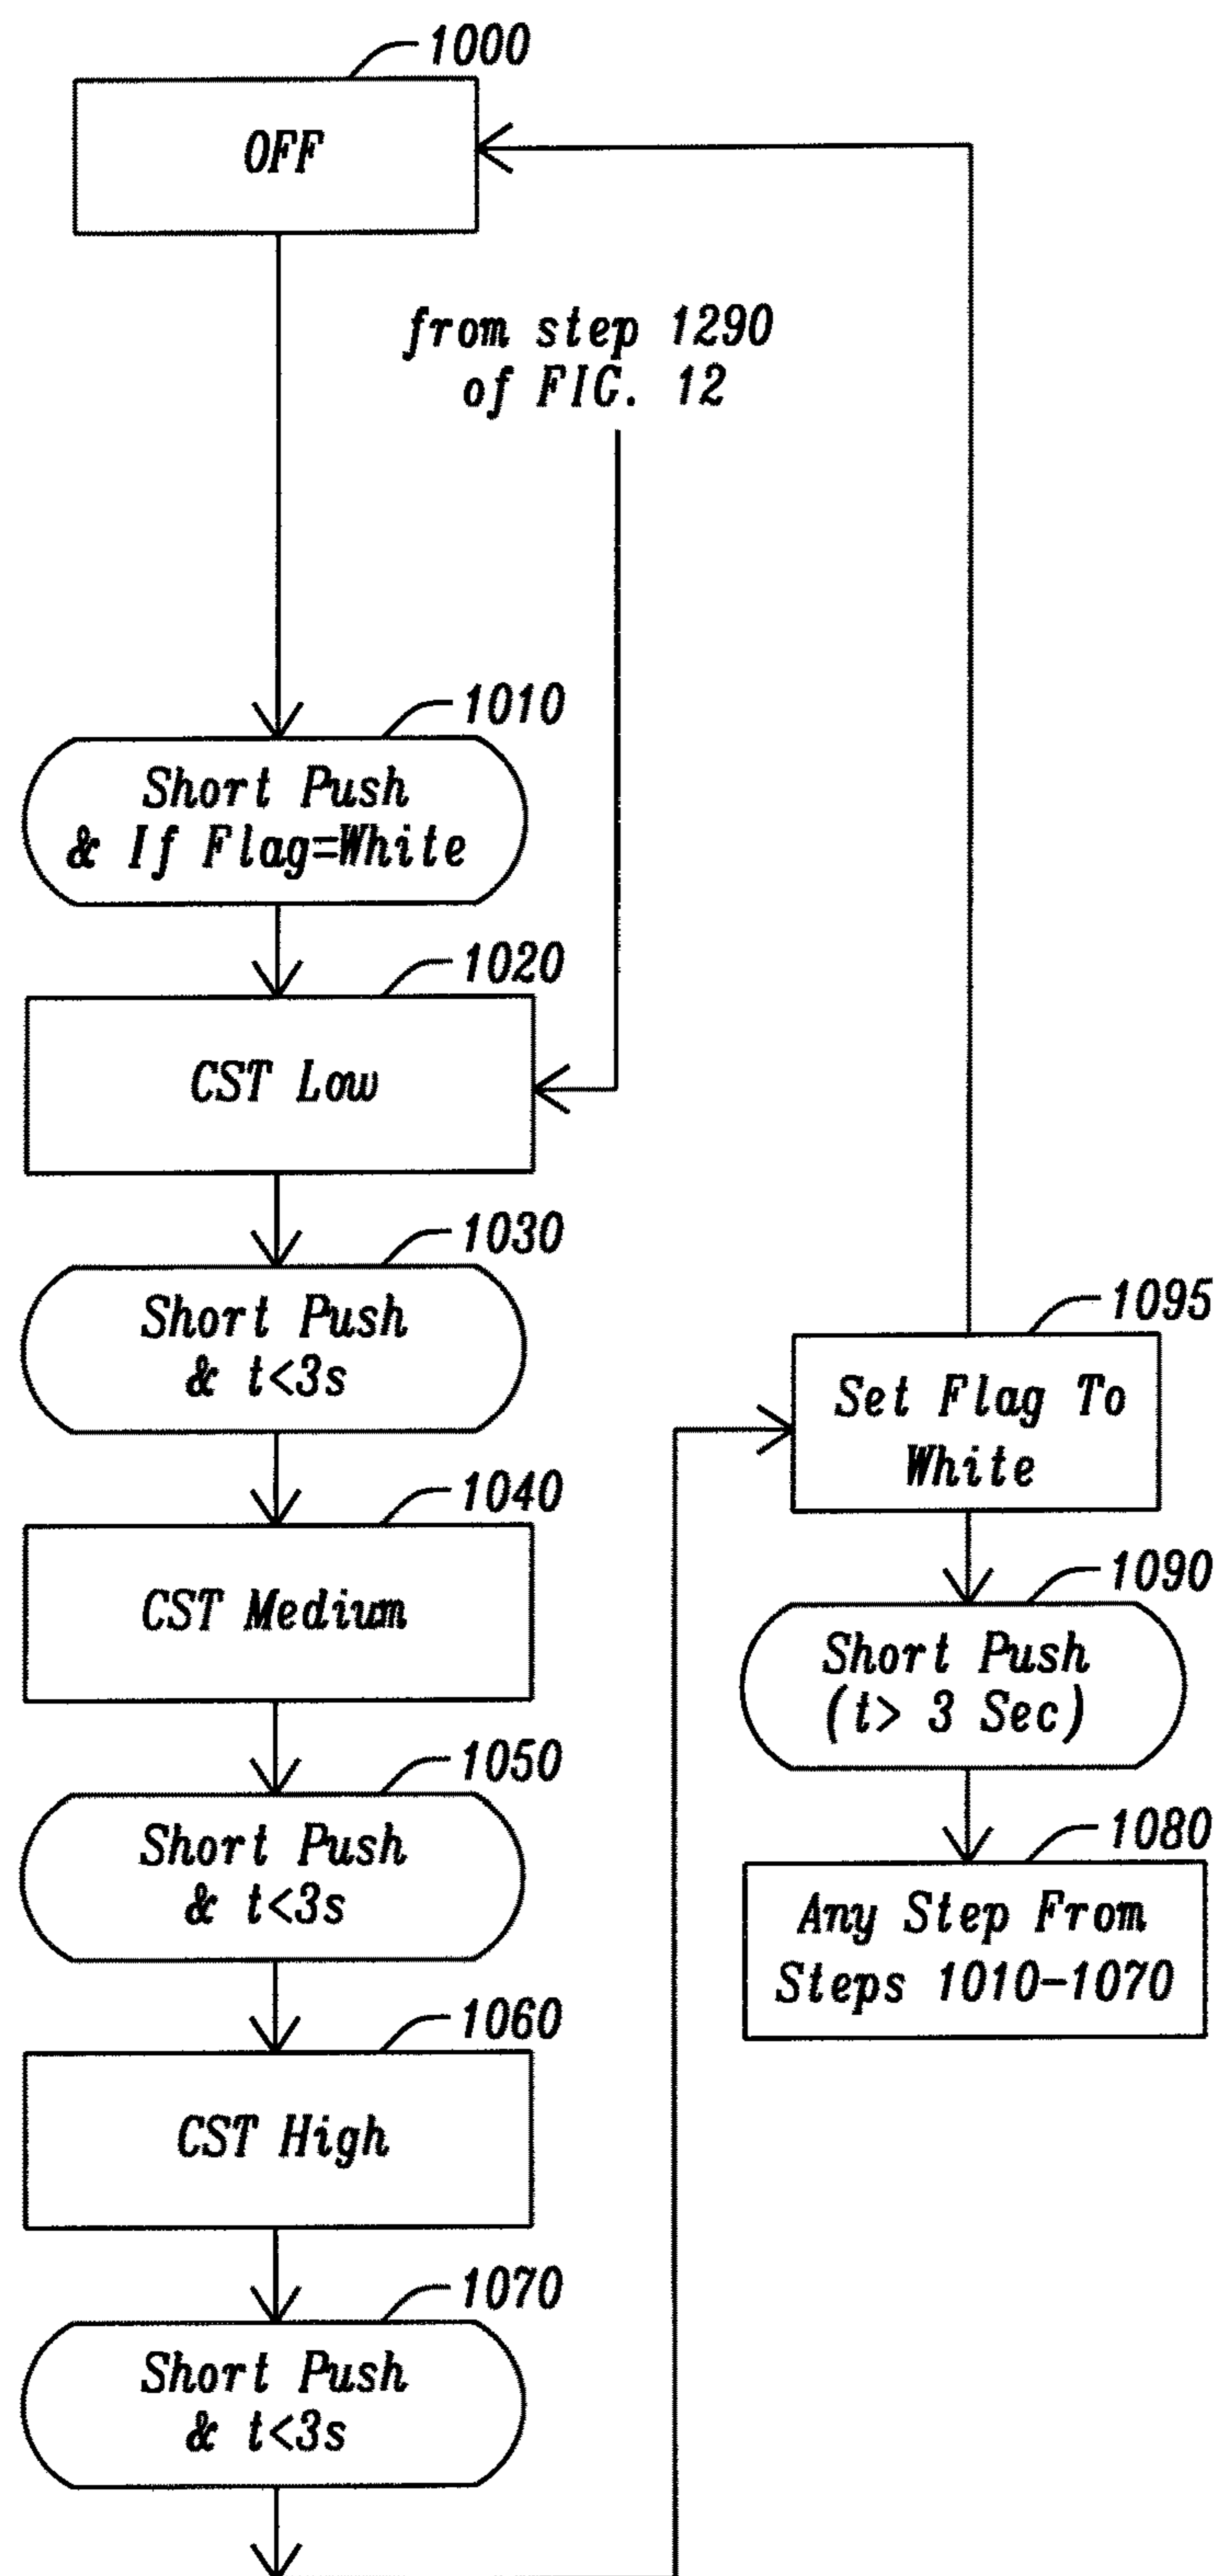 1000
OFF
from step 1290
of FIG. 12
1010
Short Push
& If Flag=White
1020
CST Low
1030
Short Push
& t<3s
1040
CST Medium
1050
Short Push
& t<3s
1060
CST High
1070
Short Push
& t<3s
1095
Set Flag To
White
1090
Short Push
(t> 3 Sec)
1080
Any Step From
Steps 1010-1070